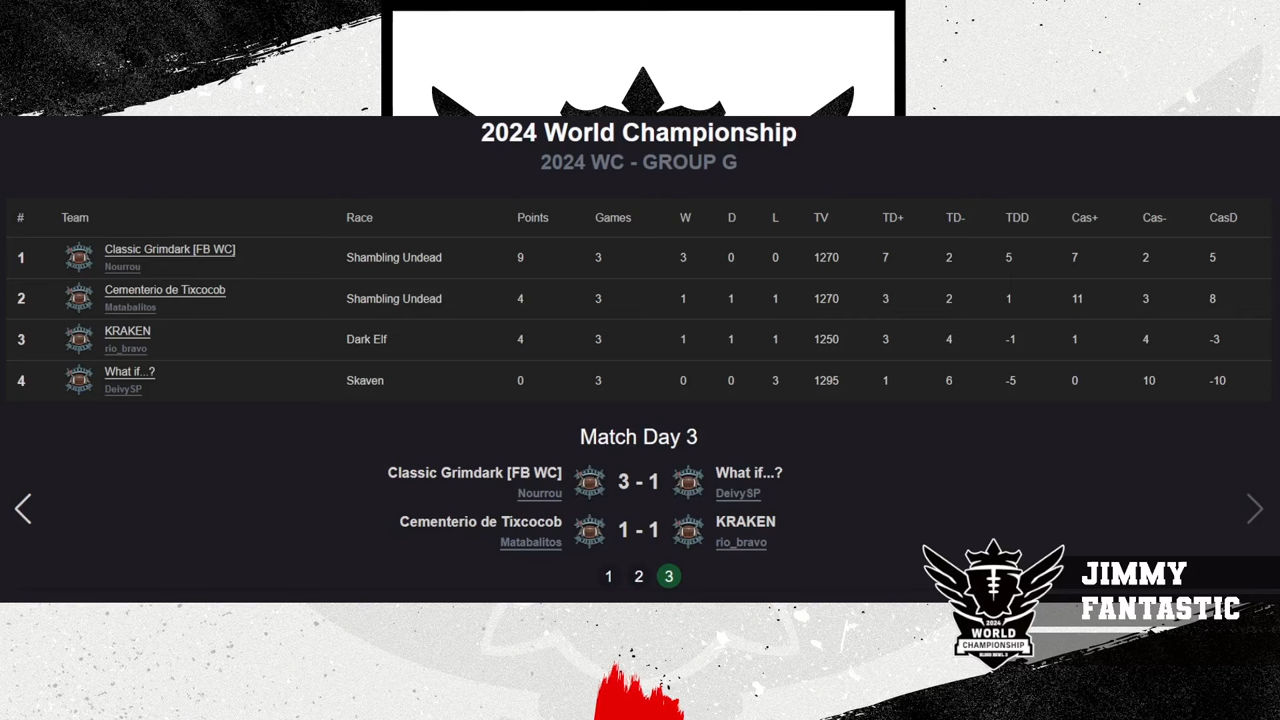 2024 World Championship
2024 WC - GROUP G
# Team Race Points Games W D L TV TD+ TD- TDD Cas+ Cas- CasD
1 Classic Grimdark [FB WC] Shambling Undead 9 3 3 0 0 1270 7 2 5 7 2 5
Nourrou
2 Cementerio de Tixcocob Shambling Undead 4 3 1 1 1 1270 3 2 1 11 3 8
Matabalitos
3 KRAKEN Dark Elf 4 3 1 1 1 1250 3 4 -1 1 4 -3
rio_bravo
4 What if...? Skaven 0 3 0 0 3 1295 1 6 -5 0 10 -10
DeivySP
Match Day 3
Classic Grimdark [FB WC] 3 - 1 What if...?
Nourrou DeivySP
Cementerio de Tixcocob 1 - 1 KRAKEN
Matabalitos rio_bravo
1 2 3
JIMMY
FANTASTIC
2024
WORLD
CHAMPIONSHIP
BLOOD BOWL 3